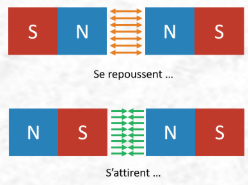 S N N S
Se repoussent ...
N S N S
S'attirent ...